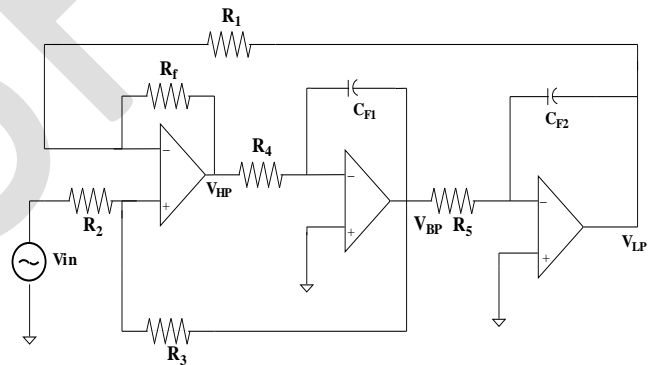 R1
Rf
CF1
CF2
R4
−
−
−
VHP
R2
+
VBP
R5
+
+
VLP
Vin
R3